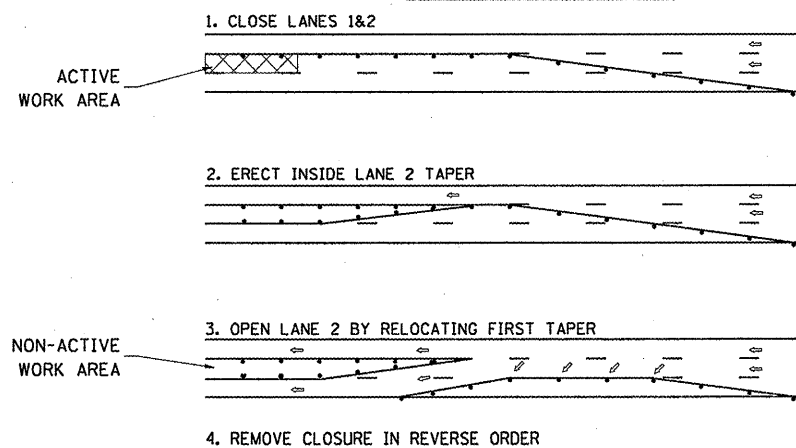 1. CLOSE LANES 1&2
ACTIVE
WORK AREA
2. ERECT INSIDE LANE 2 TAPER
3. OPEN LANE 2 BY RELOCATING FIRST TAPER
NON-ACTIVE
WORK AREA
4. REMOVE CLOSURE IN REVERSE ORDER